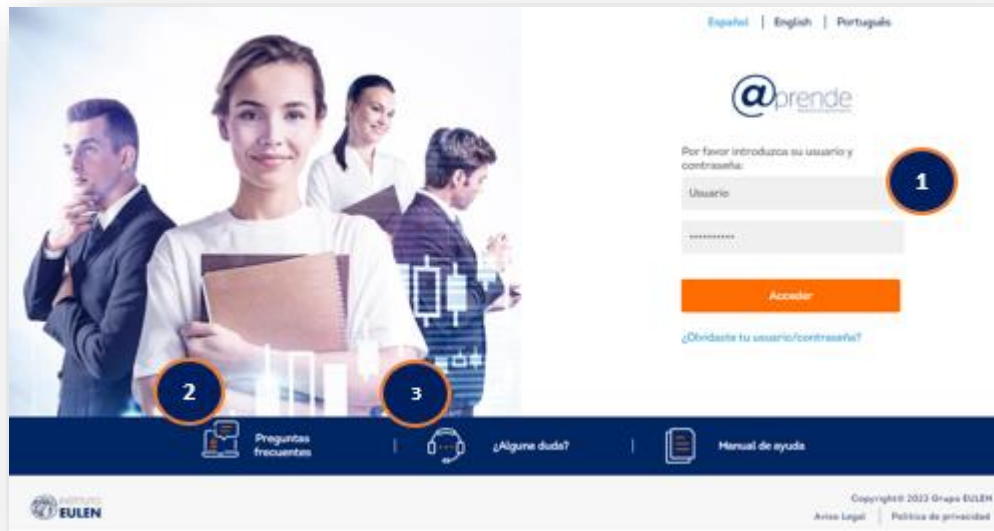 Español | English | Português
@prende
Por favor introduzca su usuario y
contraseña:
1
Usuario
••••••••••
Acceder
¿Olvidaste tu usuario/contraseña?
2
3
Preguntas
frecuentes
¿Alguna duda?
Manual de ayuda
INSTITUTO
EULEN
Copyright© 2023 Grupo EULEN
Aviso Legal | Política de privacidad